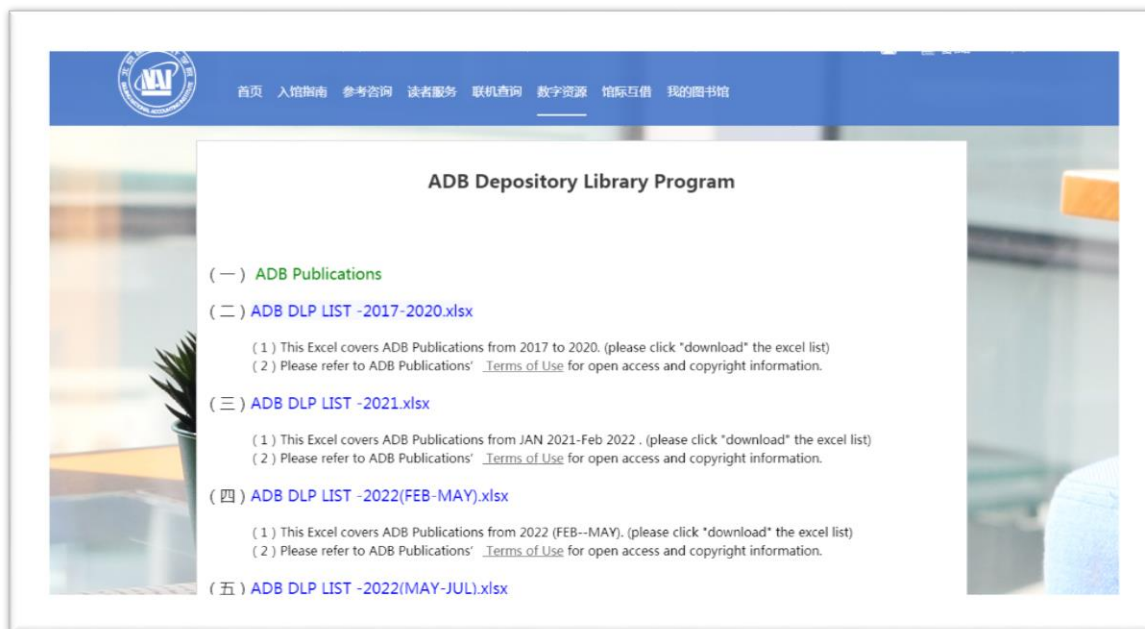 NAI
首页 入馆指南 参考咨询 读者服务 联机查询 数字资源 馆际互借 我的图书馆
ADB Depository Library Program
(一) ADB Publications
(二) ADB DLP LIST -2017-2020.xlsx
(1) This Excel covers ADB Publications from 2017 to 2020. (please click "download" the excel list)
(2) Please refer to ADB Publications' Terms of Use for open access and copyright information.
(三) ADB DLP LIST -2021.xlsx
(1) This Excel covers ADB Publications from JAN 2021-Feb 2022 . (please click "download" the excel list)
(2) Please refer to ADB Publications' Terms of Use for open access and copyright information.
(四) ADB DLP LIST -2022(FEB-MAY).xlsx
(1) This Excel covers ADB Publications from 2022 (FEB--MAY). (please click "download" the excel list)
(2) Please refer to ADB Publications' Terms of Use for open access and copyright information.
(五) ADB DLP LIST -2022(MAY-JUL).xlsx